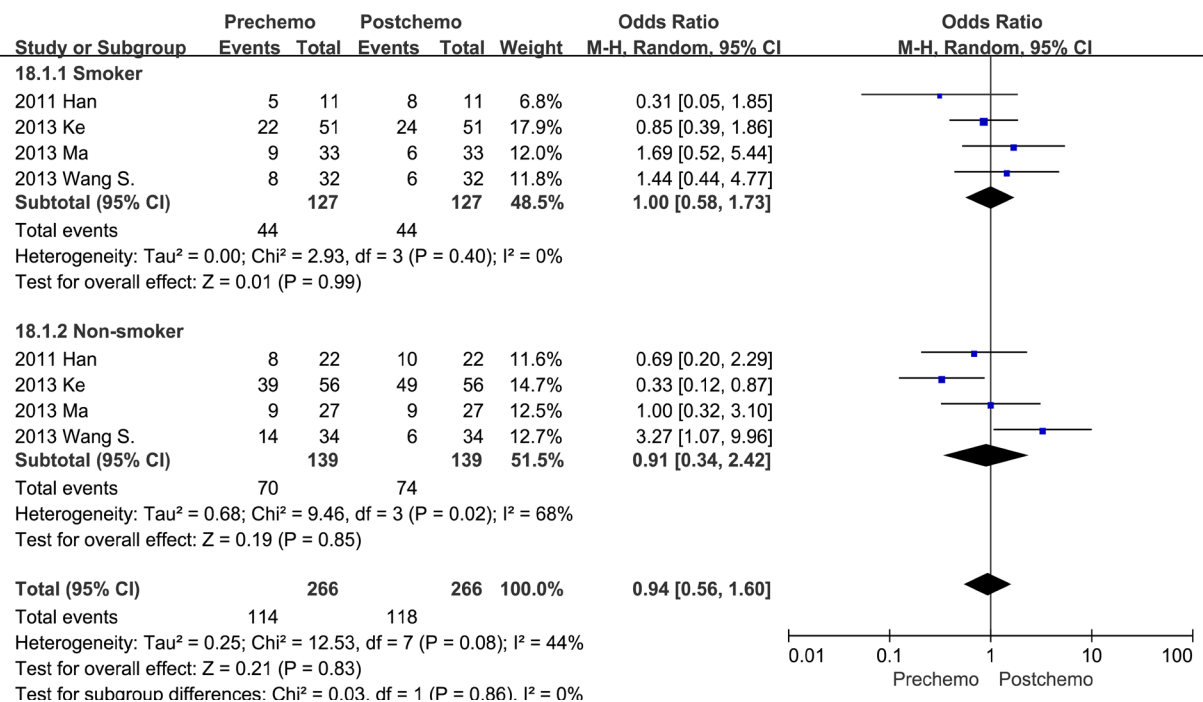 Prechemo Postchemo Odds Ratio Odds Ratio
Study or Subgroup Events Total Events Total Weight M-H, Random, 95% CI M-H, Random, 95% CI
18.1.1 Smoker
2011 Han 5 11 8 11 6.8% 0.31 [0.05, 1.85]
2013 Ke 22 51 24 51 17.9% 0.85 [0.39, 1.86]
2013 Ma 9 33 6 33 12.0% 1.69 [0.52, 5.44]
2013 Wang S. 8 32 6 32 11.8% 1.44 [0.44, 4.77]
Subtotal (95% CI) 127 127 48.5% 1.00 [0.58, 1.73]
Total events 44 44
Heterogeneity: Tau² = 0.00; Chi² = 2.93, df = 3 (P = 0.40); I² = 0%
Test for overall effect: Z = 0.01 (P = 0.99)
18.1.2 Non-smoker
2011 Han 8 22 10 22 11.6% 0.69 [0.20, 2.29]
2013 Ke 39 56 49 56 14.7% 0.33 [0.12, 0.87]
2013 Ma 9 27 9 27 12.5% 1.00 [0.32, 3.10]
2013 Wang S. 14 34 6 34 12.7% 3.27 [1.07, 9.96]
Subtotal (95% CI) 139 139 51.5% 0.91 [0.34, 2.42]
Total events 70 74
Heterogeneity: Tau² = 0.68; Chi² = 9.46, df = 3 (P = 0.02); I² = 68%
Test for overall effect: Z = 0.19 (P = 0.85)
Total (95% CI) 266 266 100.0% 0.94 [0.56, 1.60]
Total events 114 118
Heterogeneity: Tau² = 0.25; Chi² = 12.53, df = 7 (P = 0.08); I² = 44%
Test for overall effect: Z = 0.21 (P = 0.83)
Test for subgroup differences: Chi² = 0.03, df = 1 (P = 0.86), I² = 0%
0.01 0.1 1 10 100
Prechemo Postchemo